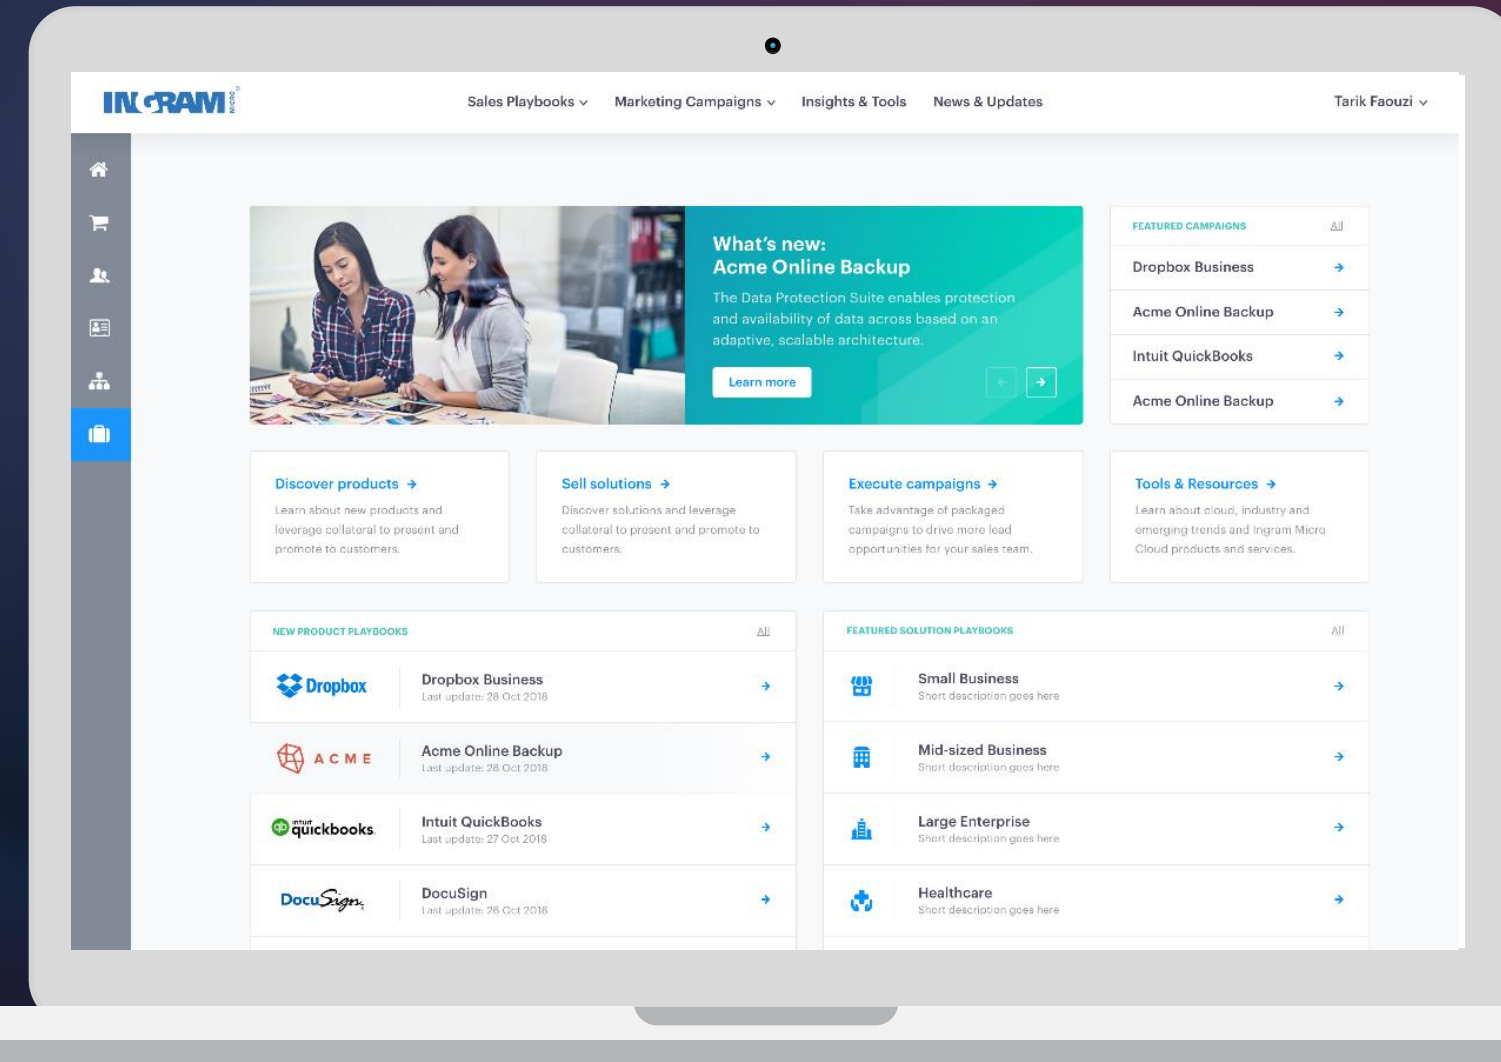 INGRAM MICRO
Sales Playbooks
Marketing Campaigns
Insights & Tools
News & Updates
Tarik Faouzi
What's new:
Acme Online Backup
The Data Protection Suite enables protection
and availability of data across based on an
adaptive, scalable architecture.
Learn more
FEATURED CAMPAIGNS
All
Dropbox Business
Acme Online Backup
Intuit QuickBooks
Acme Online Backup
Discover products
Learn about new products and
leverage collateral to present and
promote to customers.
Sell solutions
Discover solutions and leverage
collateral to present and promote to
customers.
Execute campaigns
Take advantage of packaged
campaigns to drive more lead
opportunities for your sales team.
Tools & Resources
Learn about cloud, industry and
emerging trends and Ingram Micro
Cloud products and services.
NEW PRODUCT PLAYBOOKS
All
Dropbox
Dropbox Business
Last update: 28 Oct 2018
ACME
Acme Online Backup
Last update: 28 Oct 2018
intuit
qb quickbooks.
Intuit QuickBooks
Last update: 27 Oct 2018
DocuSign
DocuSign
Last update: 26 Oct 2018
FEATURED SOLUTION PLAYBOOKS
All
Small Business
Short description goes here
Mid-sized Business
Short description goes here
Large Enterprise
Short description goes here
Healthcare
Short description goes here